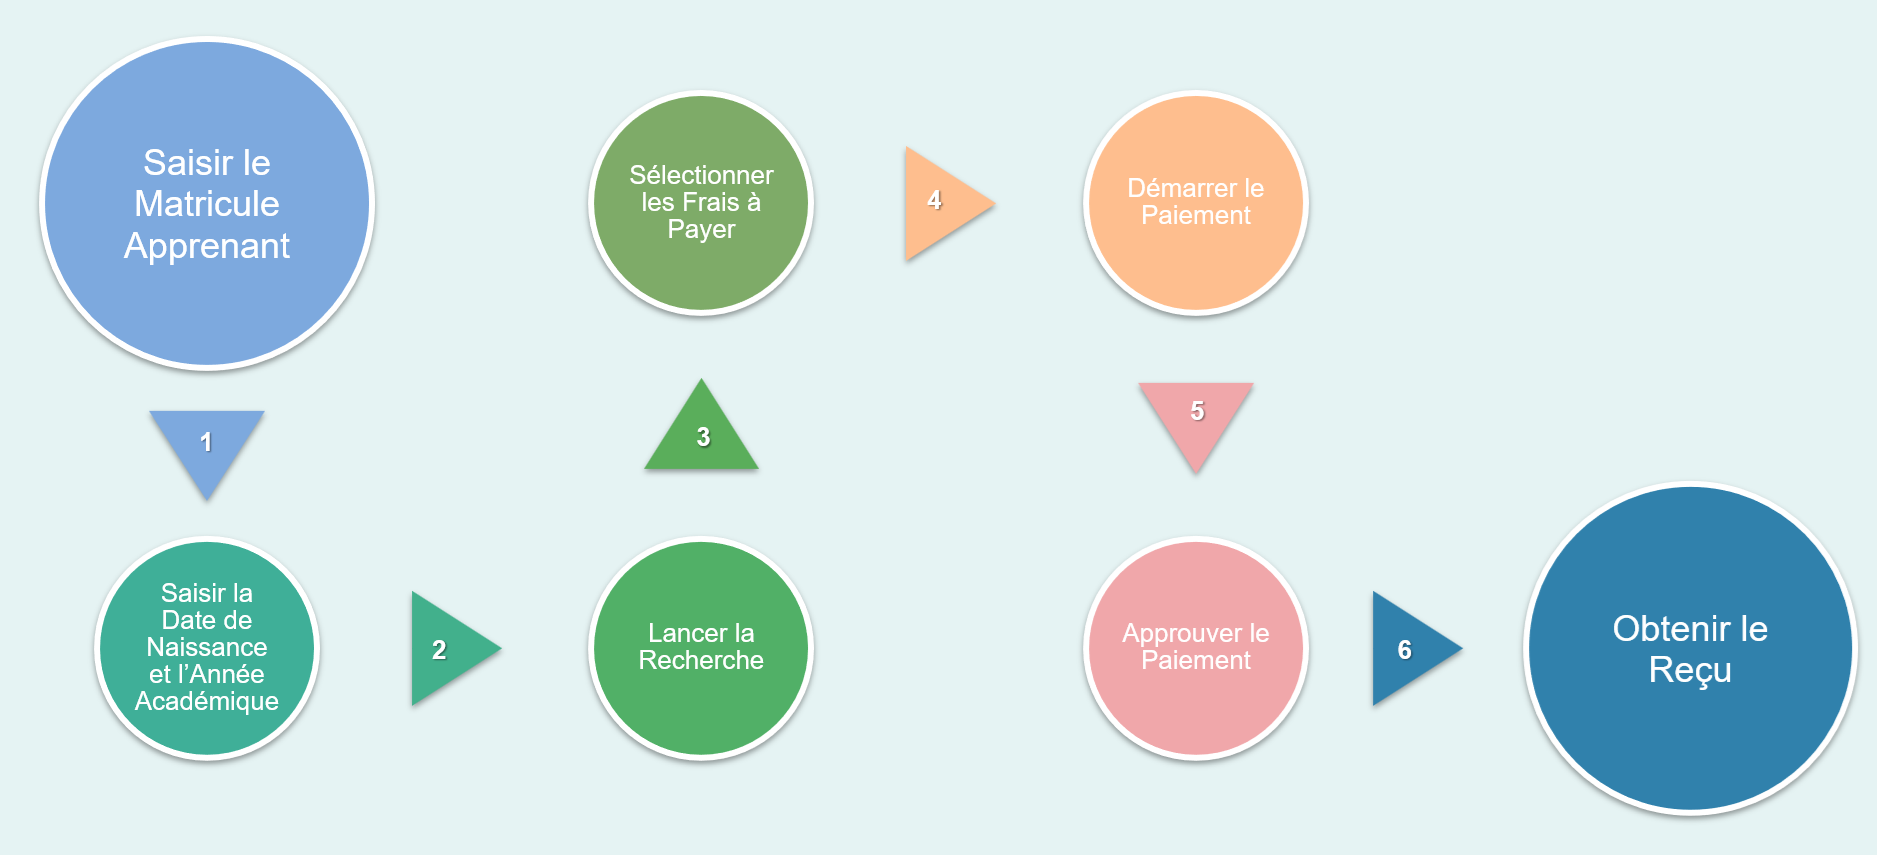 Saisir le
Matricule
Apprenant
1
Saisir la
Date de
Naissance
et l’Année
Académique
2
Lancer la
Recherche
3
Sélectionner
les Frais à
Payer
4
Démarrer le
Paiement
5
Approuver le
Paiement
6
Obtenir le
Reçu